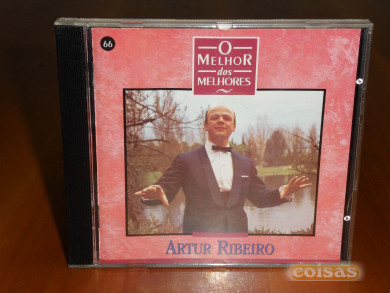 66
O
MELHOR
dos
MELHORES
ARTUR RIBEIRO
coisas